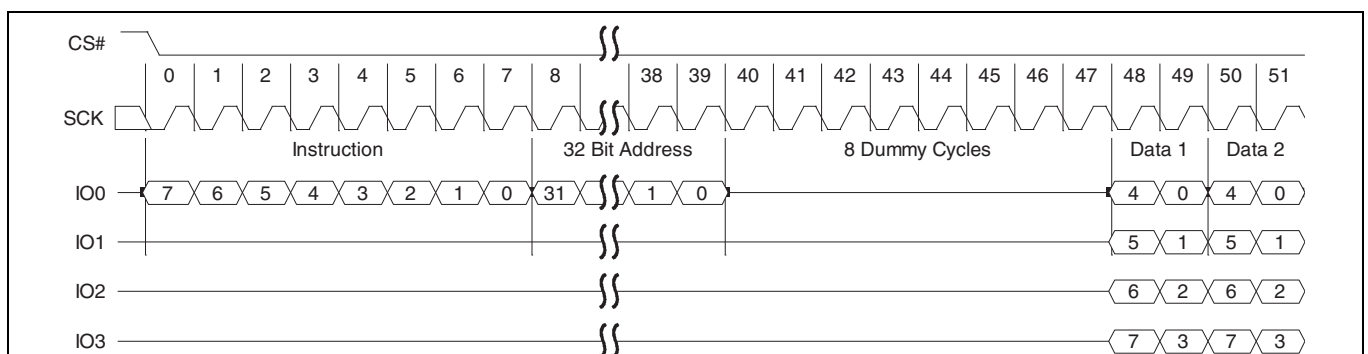 CS#
0 1 2 3 4 5 6 7 8 38 39 40 41 42 43 44 45 46 47 48 49 50 51
SCK
Instruction 32 Bit Address 8 Dummy Cycles Data 1 Data 2
IO0 7 6 5 4 3 2 1 0 31 1 0 4 0 4 0
IO1 5 1 5 1
IO2 6 2 6 2
IO3 7 3 7 3